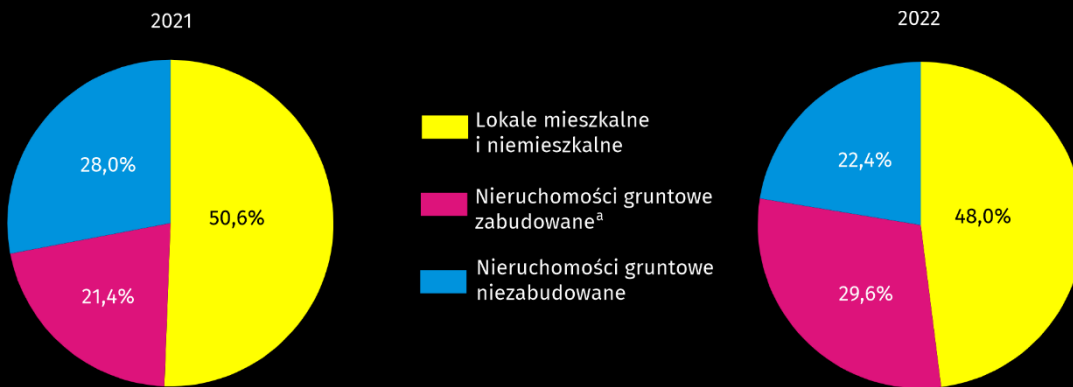 2021
28,0%
50,6%
21,4%
Lokale mieszkalne
i niemieszkalne
Nieruchomości gruntowe
zabudowaneᵃ
Nieruchomości gruntowe
niezabudowane
2022
22,4%
48,0%
29,6%